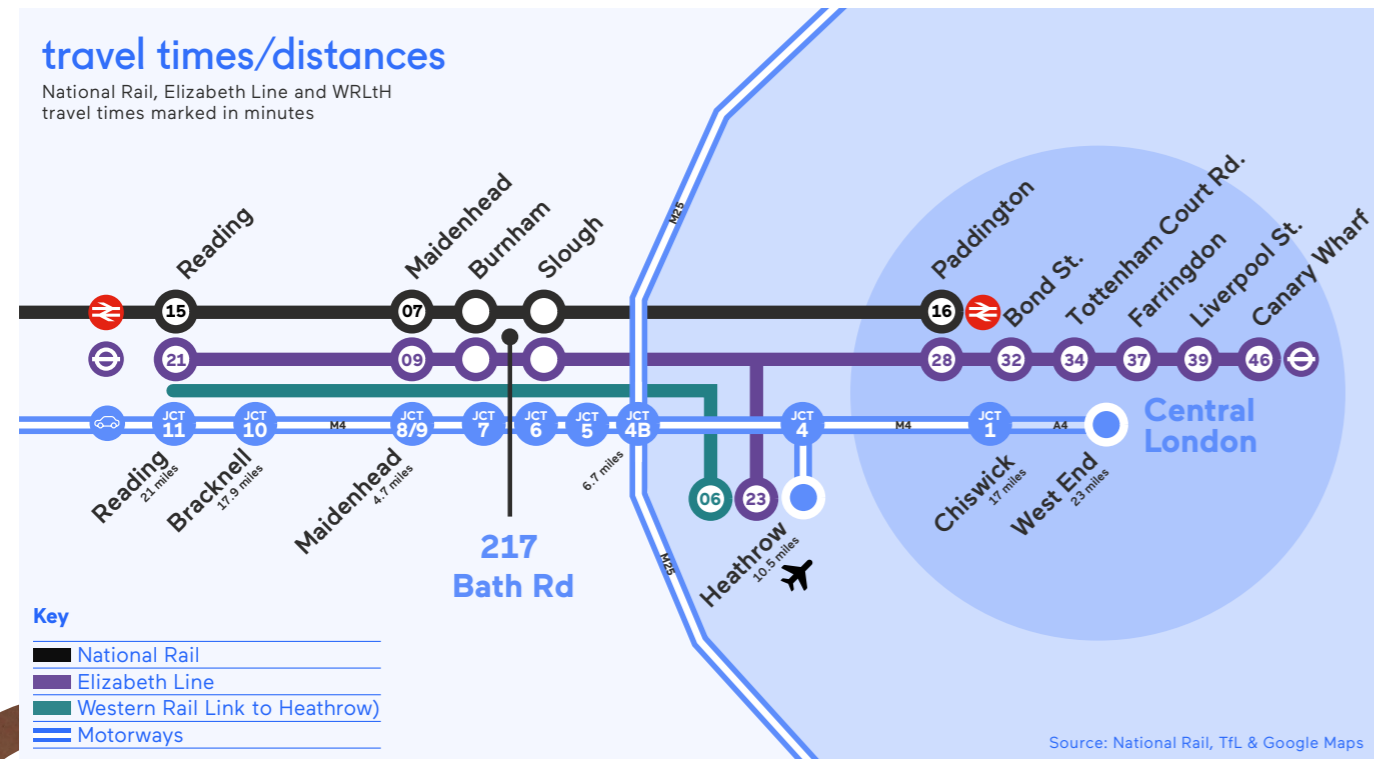 travel times/distances
National Rail, Elizabeth Line and WRLtH
travel times marked in minutes
M25
Reading
Maidenhead
Burnham
Slough
Paddington
Bond St.
Tottenham Court Rd.
Farringdon
Liverpool St.
Canary Wharf
15
07
16
21
09
28
32
34
37
39
46
JCT
11
JCT
10
M4
JCT
8/9
JCT
7
JCT
6
JCT
5
JCT
4B
JCT
4
M4
JCT
1
A4
Central
London
Reading
21 miles
Bracknell
17.9 miles
Maidenhead
4.7 miles
6.7 miles
06
23
Heathrow
10.5 miles
Chiswick
17 miles
West End
23 miles
217
Bath Rd
M25
Key
National Rail
Elizabeth Line
Western Rail Link to Heathrow)
Motorways
Source: National Rail, TfL & Google Maps